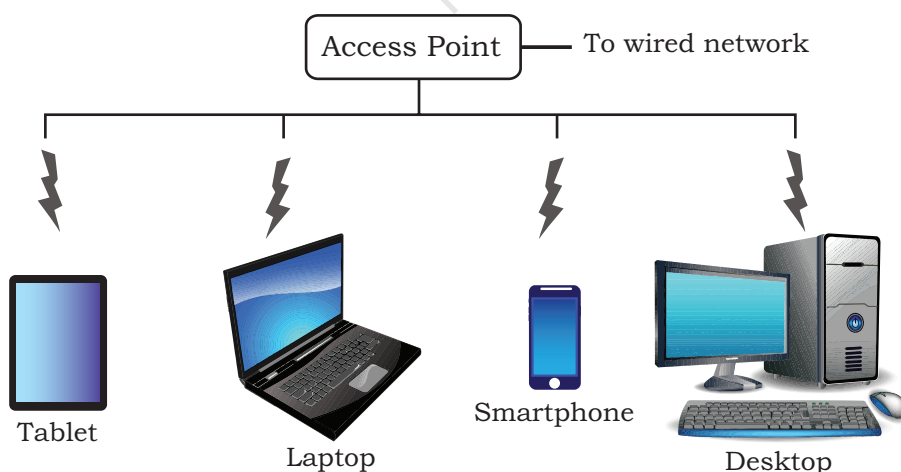 Access Point
To wired network
Tablet
Laptop
Smartphone
Desktop